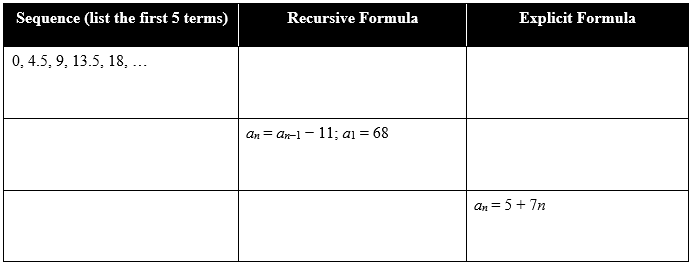 Sequence (list the first 5 terms) Recursive Formula Explicit Formula
0, 4.5, 9, 13.5, 18, …
aₙ = aₙ₋₁ − 11; a₁ = 68
aₙ = 5 + 7n